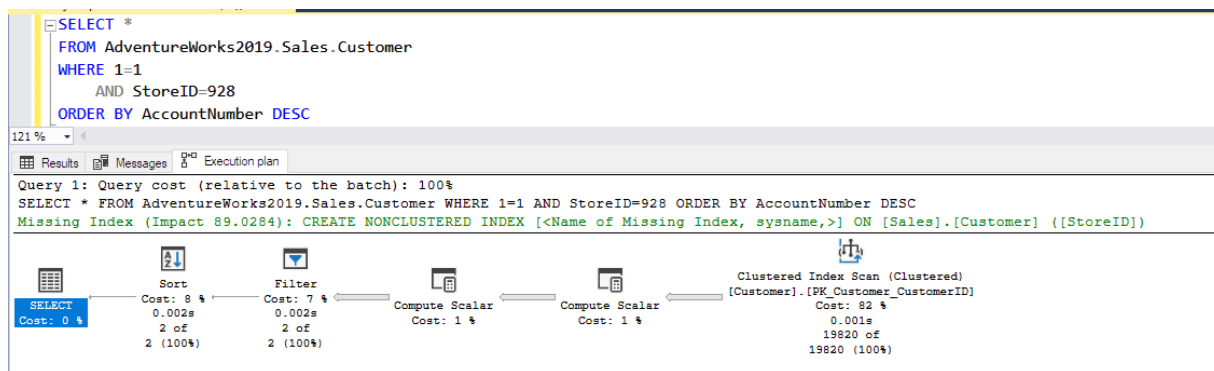 SELECT *
FROM AdventureWorks2019.Sales.Customer
WHERE 1=1
AND StoreID=928
ORDER BY AccountNumber DESC
121 %
Results Messages Execution plan
Query 1: Query cost (relative to the batch): 100%
SELECT * FROM AdventureWorks2019.Sales.Customer WHERE 1=1 AND StoreID=928 ORDER BY AccountNumber DESC
Missing Index (Impact 89.0284): CREATE NONCLUSTERED INDEX [<Name of Missing Index, sysname,>] ON [Sales].[Customer] ([StoreID])
SELECT
Cost: 0 %
Sort
Cost: 8 %
0.002s
2 of
2 (100%)
Filter
Cost: 7 %
0.002s
2 of
2 (100%)
Compute Scalar
Cost: 1 %
Compute Scalar
Cost: 1 %
Clustered Index Scan (Clustered)
[Customer].[PK_Customer_CustomerID]
Cost: 82 %
0.001s
19820 of
19820 (100%)